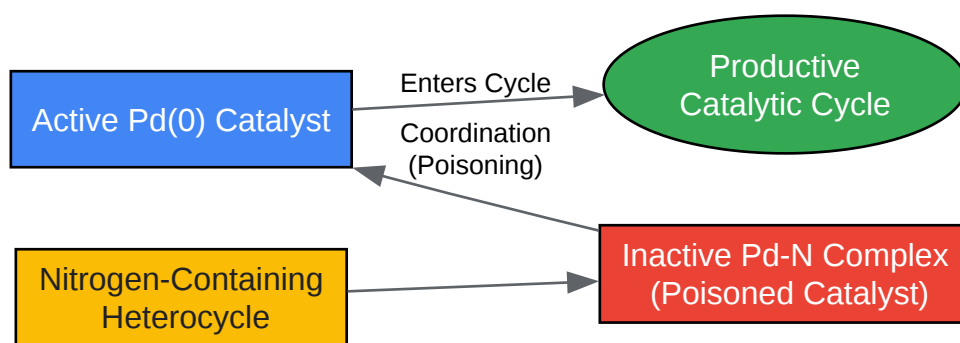 Active Pd(0) Catalyst
Enters Cycle
Productive
Catalytic Cycle
Coordination
(Poisoning)
Nitrogen-Containing
Heterocycle
Inactive Pd-N Complex
(Poisoned Catalyst)